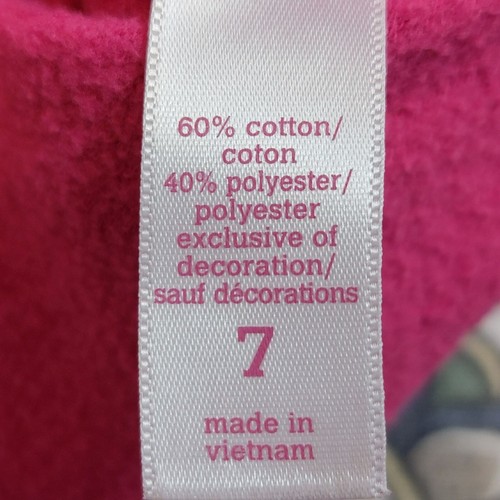 60% cotton/
coton
40% polyester/
polyester
exclusive of
decoration/
sauf décorations
7
made in
vietnam